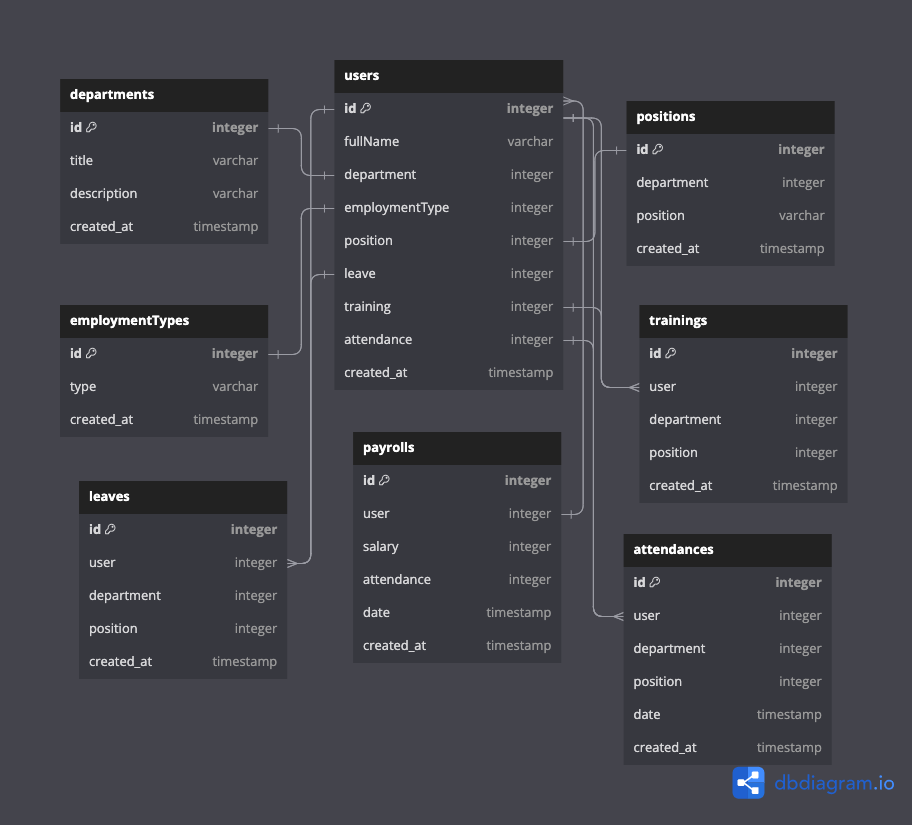 departments
id integer
title varchar
description varchar
created_at timestamp
users
id integer
fullName varchar
department integer
employmentType integer
position integer
leave integer
training integer
attendance integer
created_at timestamp
positions
id integer
department integer
position varchar
created_at timestamp
employmentTypes
id integer
type varchar
created_at timestamp
trainings
id integer
user integer
department integer
position integer
created_at timestamp
leaves
id integer
user integer
department integer
position integer
created_at timestamp
payrolls
id integer
user integer
salary integer
attendance integer
date timestamp
created_at timestamp
attendances
id integer
user integer
department integer
position integer
date timestamp
created_at timestamp
dbdiagram.io